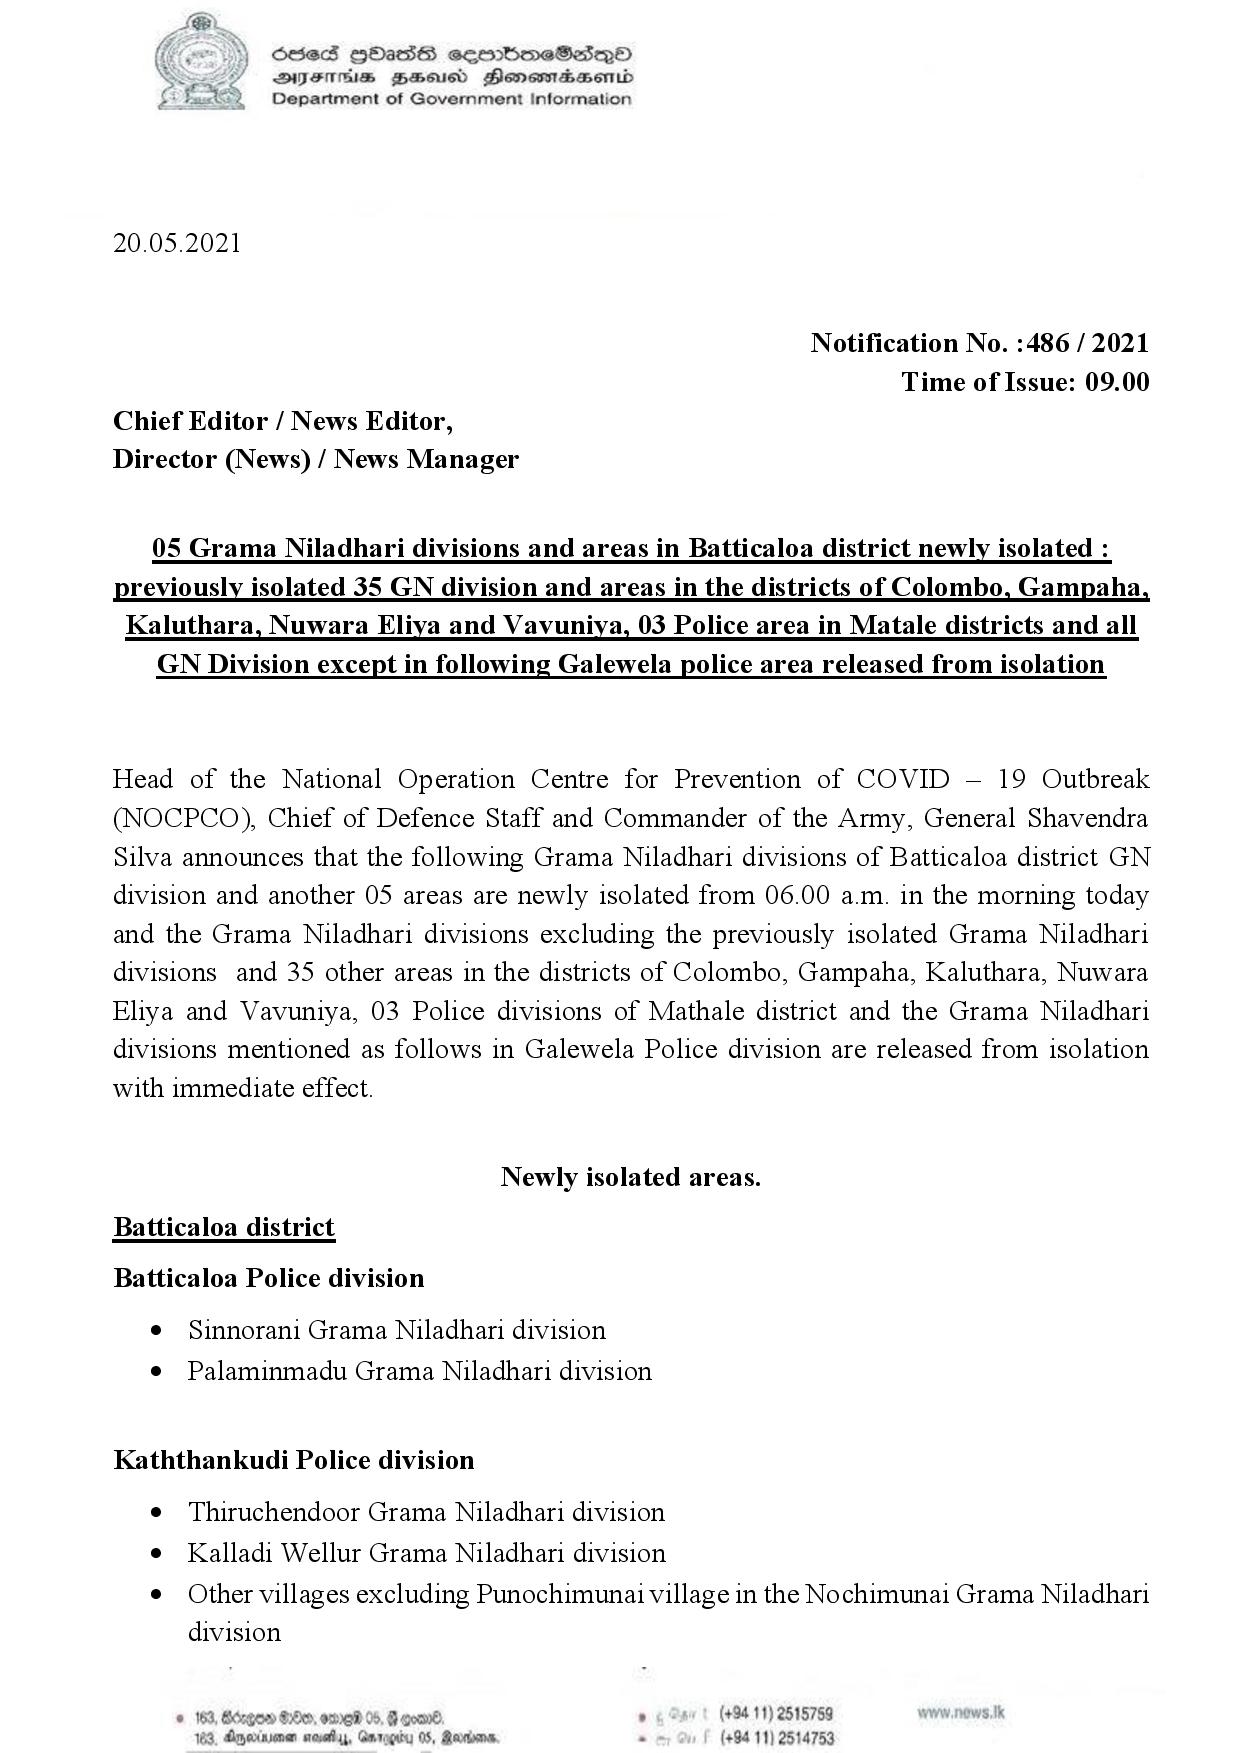 රජයේ ප්‍රවෘත්ති දෙපාර්තමේන්තුව
அரசாங்க தகவல் திணைக்களம்
Department of Government Information
20.05.2021
Notification No. :486 / 2021
Time of Issue: 09.00
Chief Editor / News Editor,
Director (News) / News Manager
05 Grama Niladhari divisions and areas in Batticaloa district newly isolated :
previously isolated 35 GN division and areas in the districts of Colombo, Gampaha,
Kaluthara, Nuwara Eliya and Vavuniya, 03 Police area in Matale districts and all
GN Division except in following Galewela police area released from isolation
Head of the National Operation Centre for Prevention of COVID – 19 Outbreak
(NOCPCO), Chief of Defence Staff and Commander of the Army, General Shavendra
Silva announces that the following Grama Niladhari divisions of Batticaloa district GN
division and another 05 areas are newly isolated from 06.00 a.m. in the morning today
and the Grama Niladhari divisions excluding the previously isolated Grama Niladhari
divisions and 35 other areas in the districts of Colombo, Gampaha, Kaluthara, Nuwara
Eliya and Vavuniya, 03 Police divisions of Mathale district and the Grama Niladhari
divisions mentioned as follows in Galewela Police division are released from isolation
with immediate effect.
Newly isolated areas.
Batticaloa district
Batticaloa Police division
• Sinnorani Grama Niladhari division
• Palaminmadu Grama Niladhari division
Kaththankudi Police division
• Thiruchendoor Grama Niladhari division
• Kalladi Wellur Grama Niladhari division
• Other villages excluding Punochimunai village in the Nochimunai Grama Niladhari
division
163, කිරුලපන මාවත, කොළඹ 05, ශ්‍රී ලංකාව.
163, கிருலப்பனை எவனியூ, கொழும்பு 05, இலங்கை.
(+94 11) 2515759
(+94 11) 2514753
www.news.lk